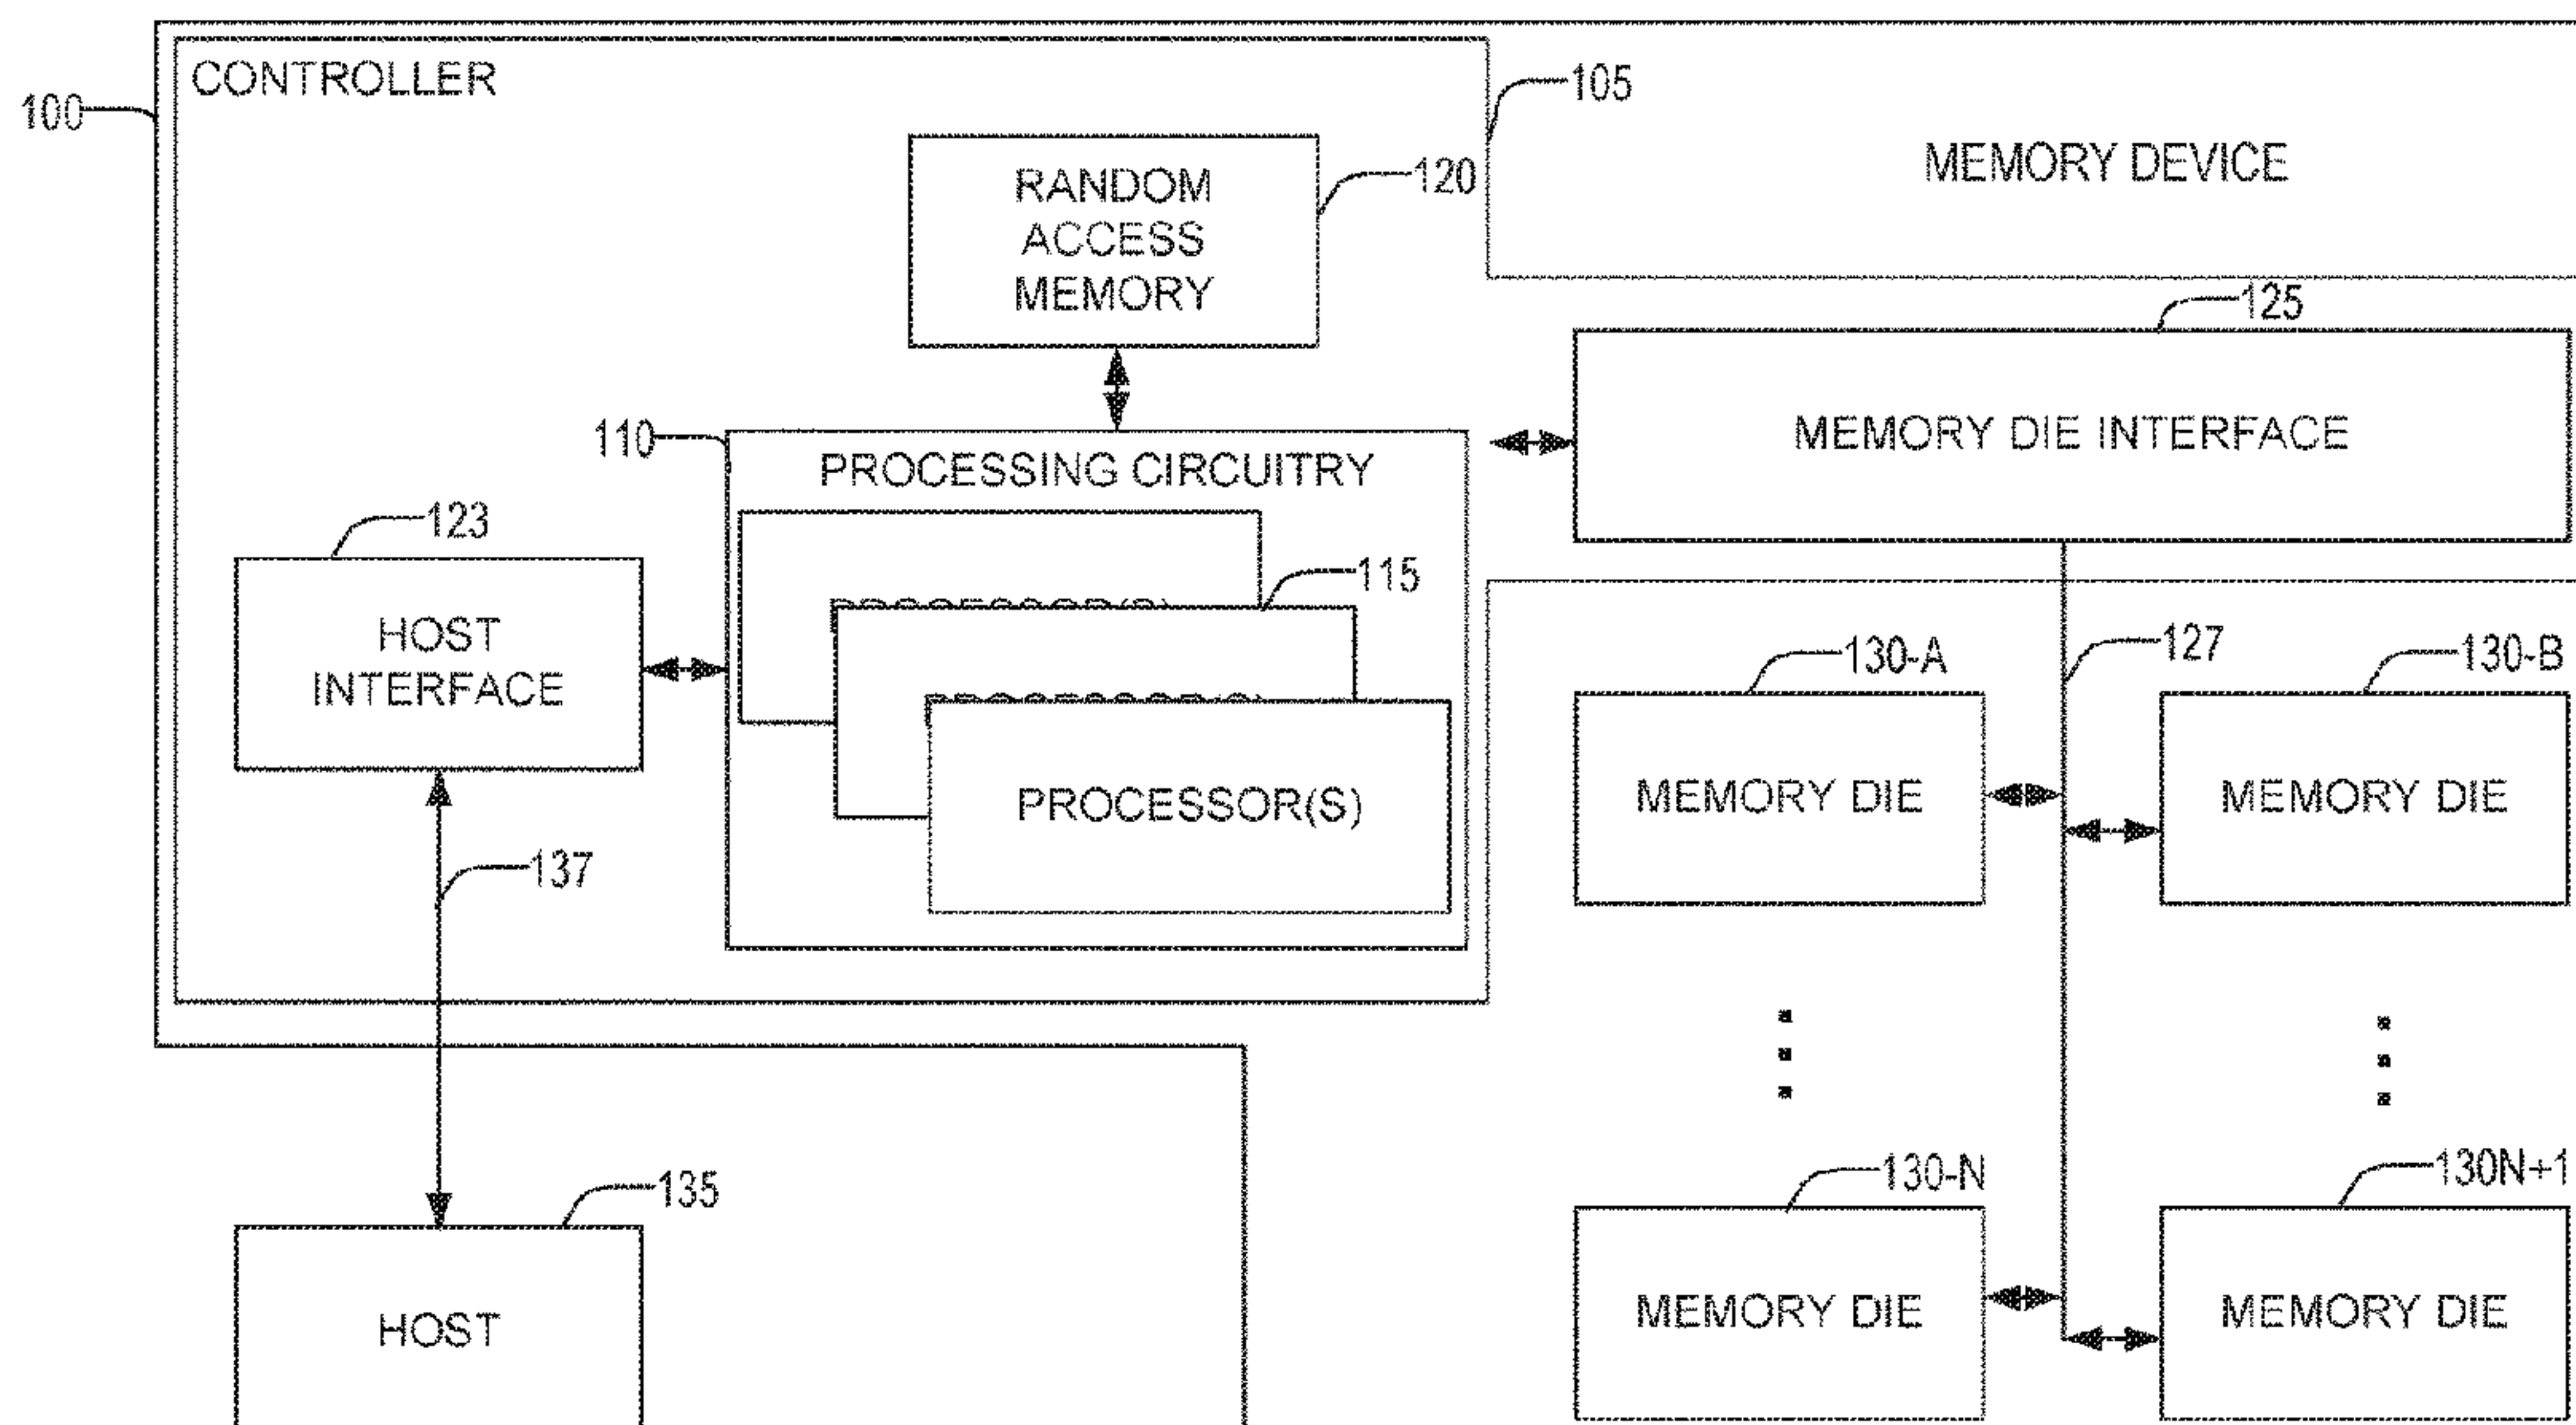 CONTROLLER
100
105
MEMORY DEVICE
RANDOM
ACCESS
MEMORY
120
125
MEMORY DIE INTERFACE
110
PROCESSING CIRCUITRY
123
HOST
INTERFACE
115
PROCESSOR(S)
127
130-A
MEMORY DIE
130-B
MEMORY DIE
137
135
HOST
130-N
MEMORY DIE
130N+1
MEMORY DIE